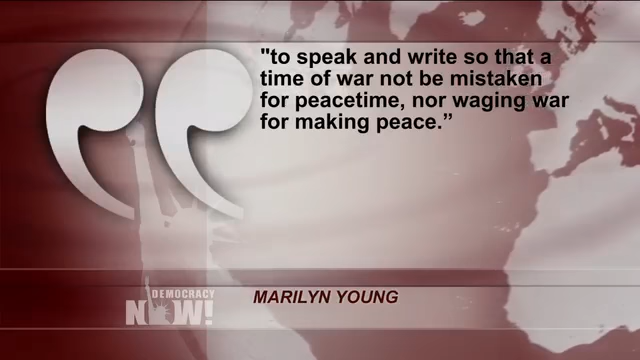 "to speak and write so that a
time of war not be mistaken
for peacetime, nor waging war
for making peace.”
MARILYN YOUNG
DEMOCRACY
NOW!